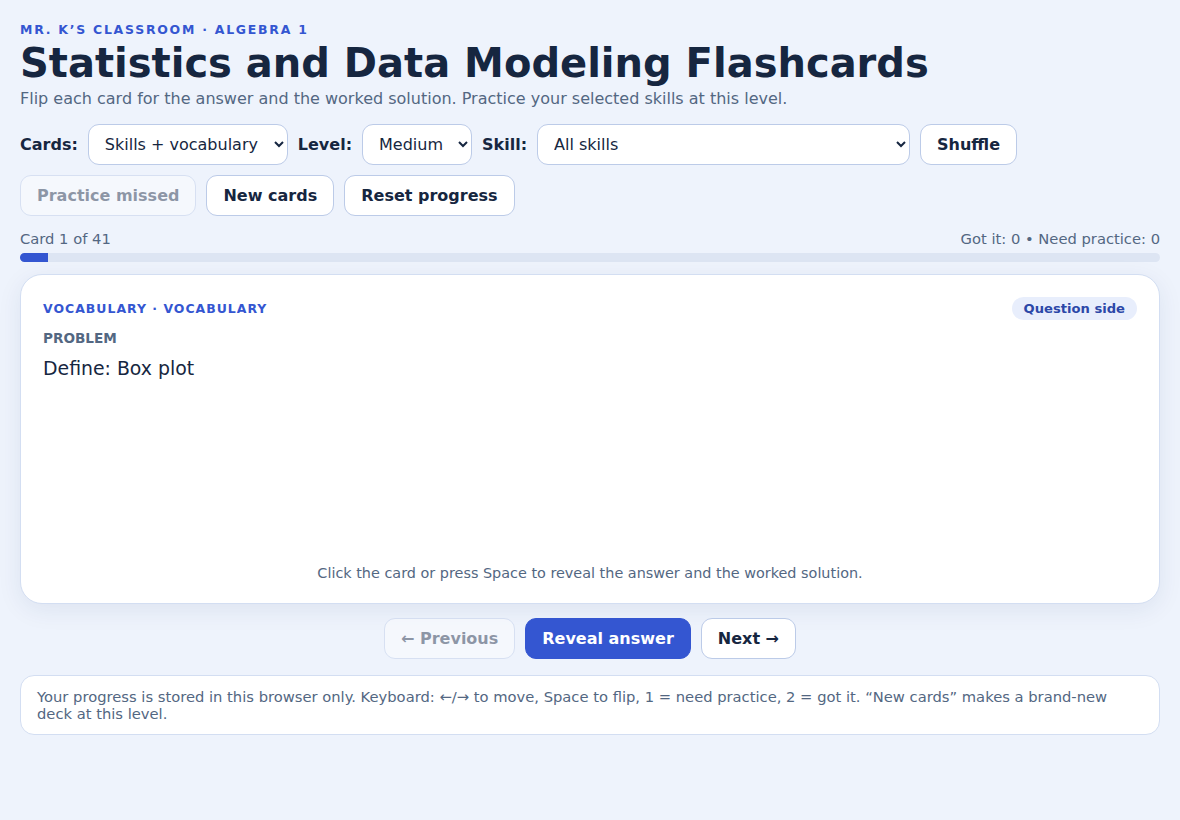 MR. K’S CLASSROOM · ALGEBRA 1
Statistics and Data Modeling Flashcards
Flip each card for the answer and the worked solution. Practice your selected skills at this level.
Cards: Skills + vocabulary Level: Medium Skill: All skills Shuffle
Practice missed New cards Reset progress
Card 1 of 41 Got it: 0 • Need practice: 0
VOCABULARY · VOCABULARY Question side
PROBLEM
Define: Box plot
Click the card or press Space to reveal the answer and the worked solution.
← Previous Reveal answer Next →
Your progress is stored in this browser only. Keyboard: ←/→ to move, Space to flip, 1 = need practice, 2 = got it. “New cards” makes a brand-new
deck at this level.